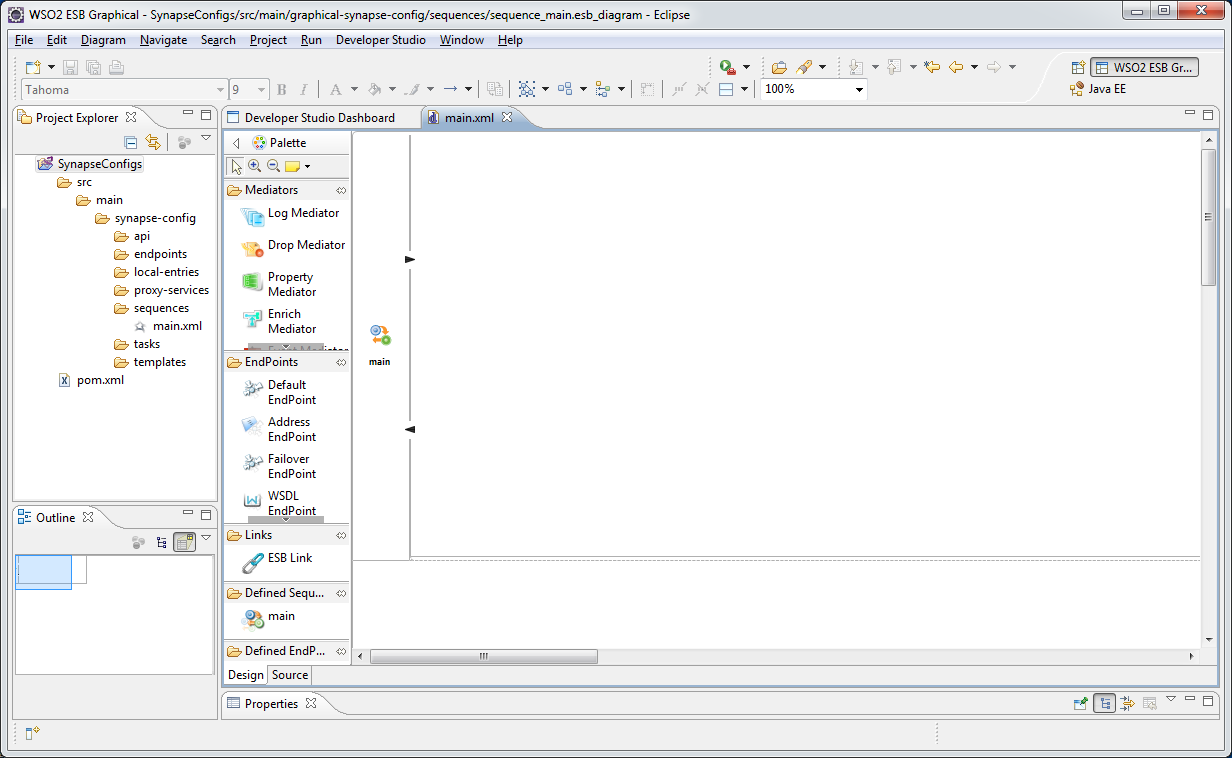 WSO2 ESB Graphical - SynapseConfigs/src/main/graphical-synapse-config/sequences/sequence_main.esb_diagram - Eclipse
File Edit Diagram Navigate Search Project Run Developer Studio Window Help
WSO2 ESB Gr...
Tahoma 9 B I A 100% Java EE
Project Explorer
Developer Studio Dashboard main.xml
Palette
SynapseConfigs
src
main
synapse-config
api
endpoints
local-entries
proxy-services
sequences
main.xml
tasks
templates
pom.xml
Mediators
Log Mediator
Drop Mediator
Property
Mediator
Enrich
Mediator
EndPoints
Default
EndPoint
Address
EndPoint
Failover
EndPoint
WSDL
EndPoint
Links
ESB Link
Defined Sequ...
main
Defined EndP...
main
Design Source
Outline
Properties